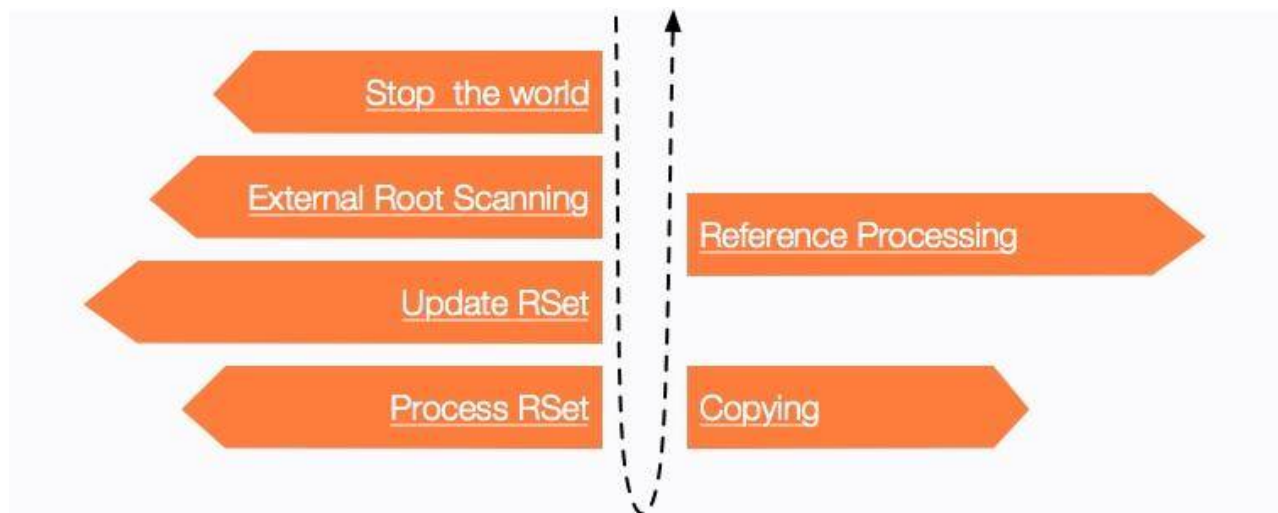 Stop the world
External Root Scanning
Update RSet
Process RSet
Copying
Reference Processing